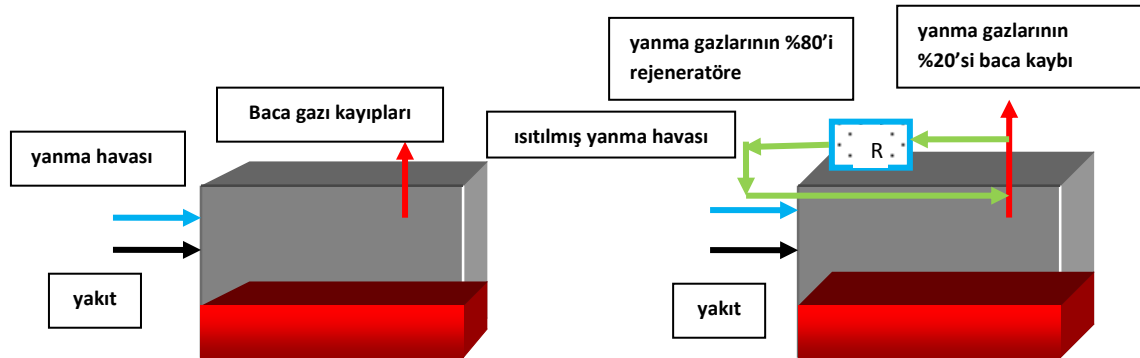 Baca gazı kayıpları
yanma havası
yakıt
yanma gazlarının %80’i
rejeneratöre
yanma gazlarının
%20’si baca kaybı
ısıtılmış yanma havası
R
yakıt